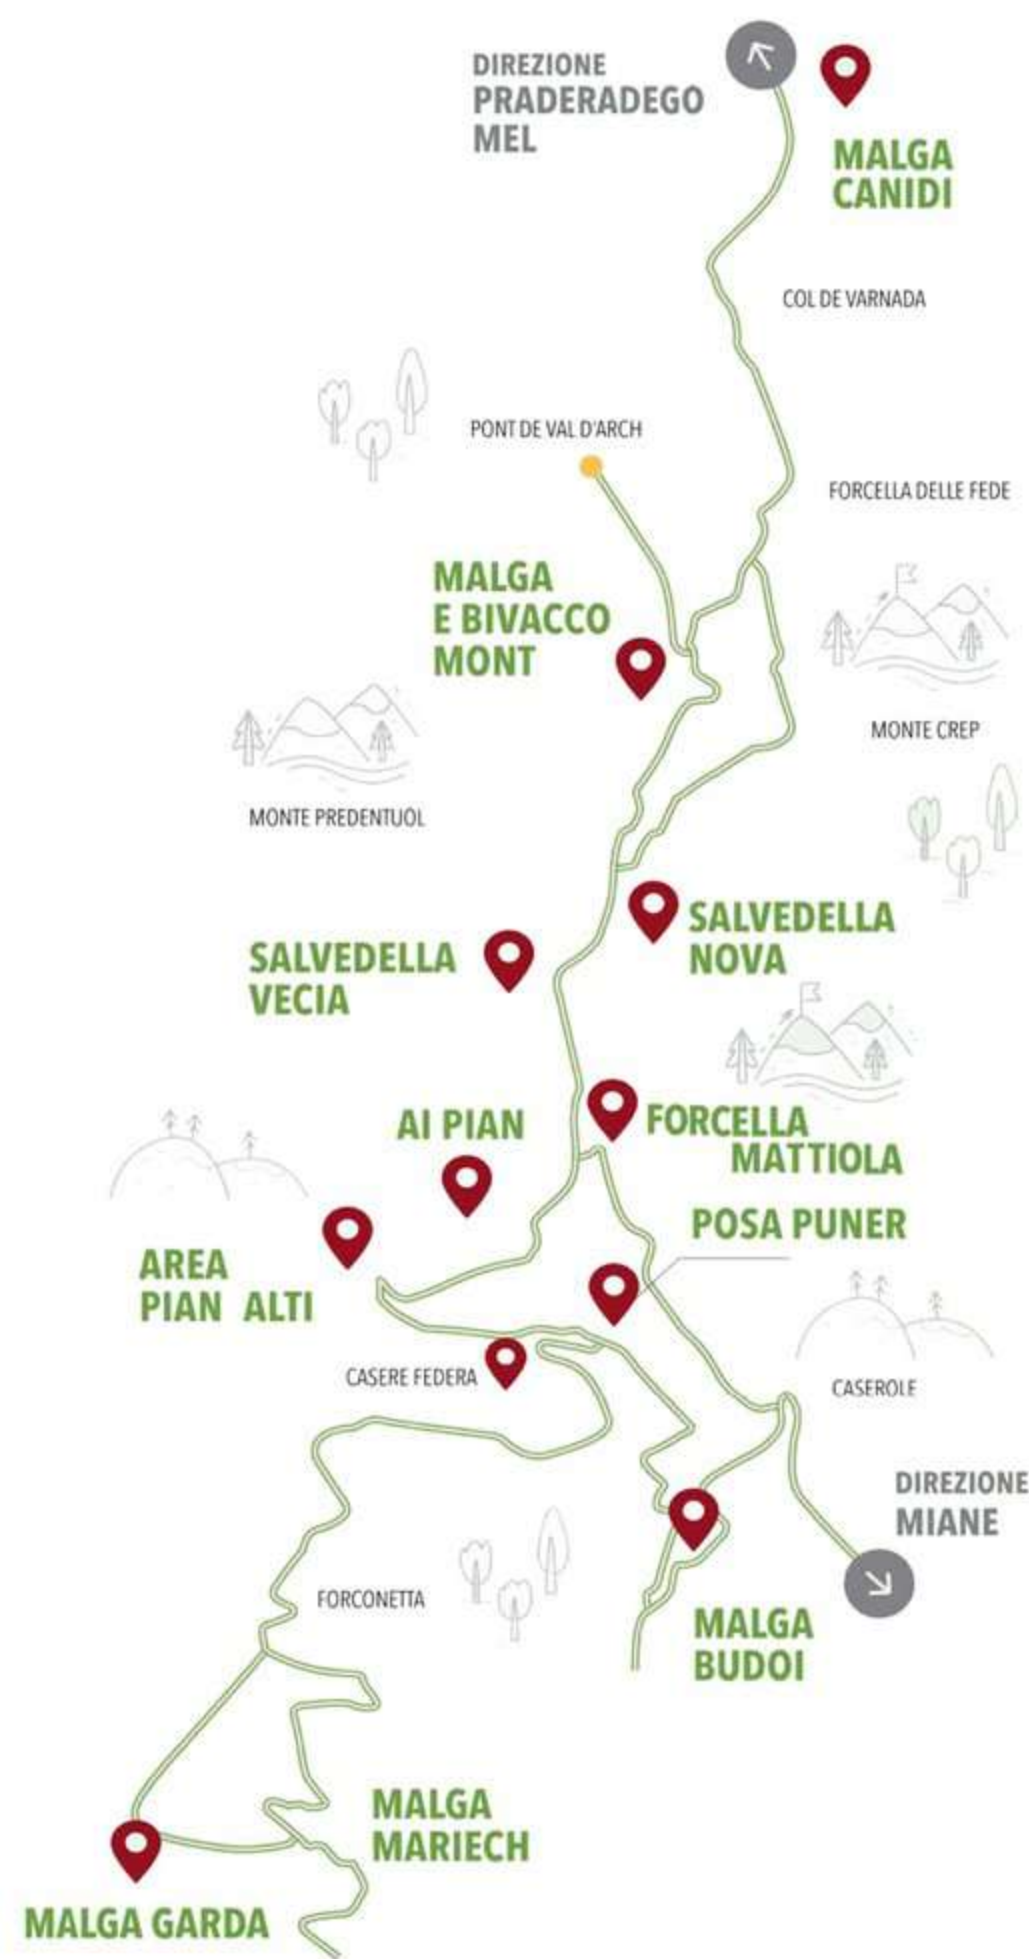 DIREZIONE
PRADERADEGO
MEL
MALGA
CANIDI
COL DE VARNADA
PONT DE VAL D'ARCH
FORCELLA DELLE FEDE
MALGA
E BIVACCO
MONT
MONTE CREP
MONTE PREDENTUOL
SALVEDELLA
NOVA
SALVEDELLA
VECIA
AI PIAN
FORCELLA
MATTIOLA
POSA PUNER
AREA
PIAN ALTI
CASERE FEDERA
CASEROLE
DIREZIONE
MIANE
FORCONETTA
MALGA
BUDOI
MALGA
MARIECH
MALGA GARDA